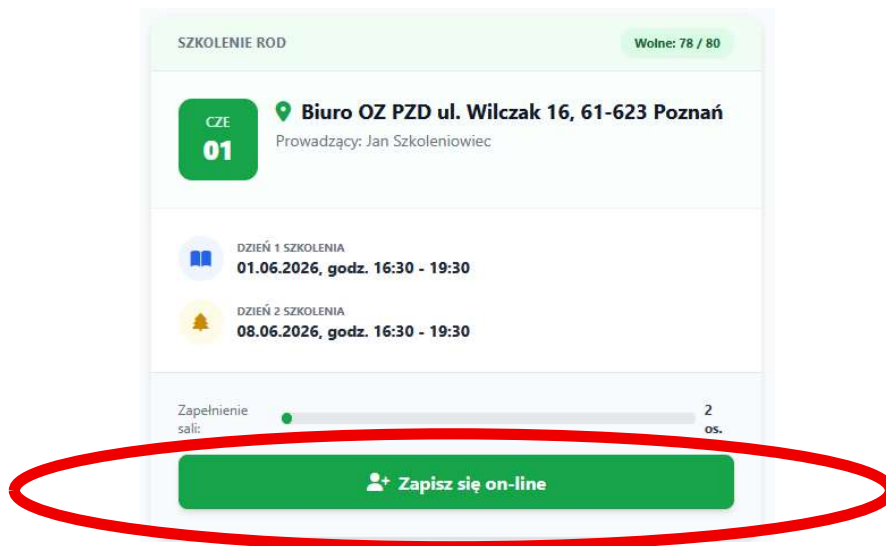 SZKOLENIE ROD
Wolne: 78 / 80
CZE
01
Biuro OZ PZD ul. Wilczak 16, 61-623 Poznań
Prowadzący: Jan Szkoleniowiec
DZIEŃ 1 SZKOLENIA
01.06.2026, godz. 16:30 - 19:30
DZIEŃ 2 SZKOLENIA
08.06.2026, godz. 16:30 - 19:30
Zapełnienie
sali:
2
os.
Zapisz się on-line